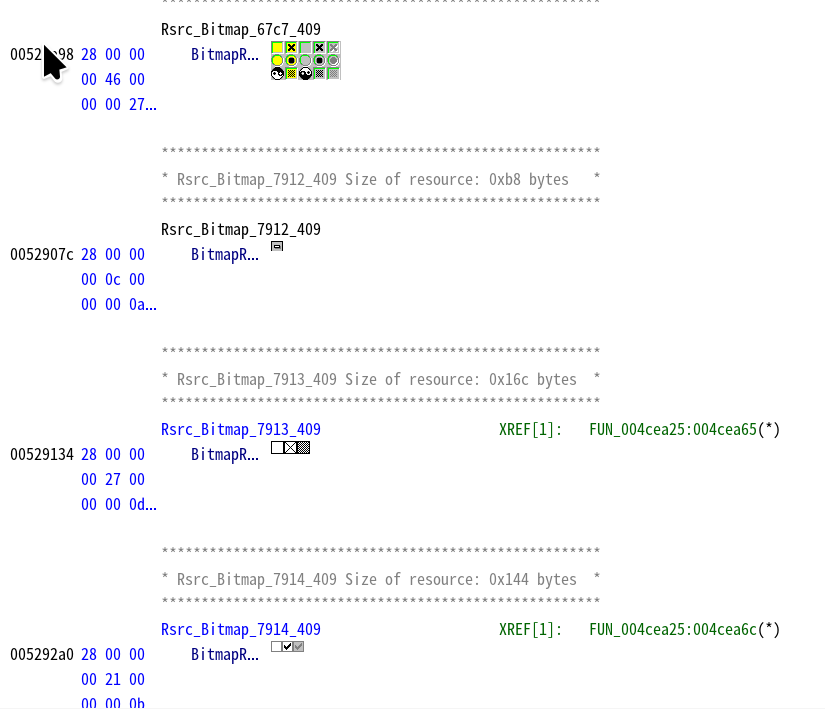 *******************************************************
Rsrc_Bitmap_67c7_409
98 28 00 00 BitmapR...
00 46 00
00 00 27...
*******************************************************
* Rsrc_Bitmap_7912_409 Size of resource: 0xb8 bytes *
*******************************************************
Rsrc_Bitmap_7912_409
0052907c 28 00 00 BitmapR...
00 0c 00
00 00 0a...
*******************************************************
* Rsrc_Bitmap_7913_409 Size of resource: 0x16c bytes *
*******************************************************
Rsrc_Bitmap_7913_409 XREF[1]: FUN_004cea25:004cea65(*)
00529134 28 00 00 BitmapR...
00 27 00
00 00 0d...
*******************************************************
* Rsrc_Bitmap_7914_409 Size of resource: 0x144 bytes *
*******************************************************
Rsrc_Bitmap_7914_409 XREF[1]: FUN_004cea25:004cea6c(*)
005292a0 28 00 00 BitmapR...
00 21 00
00 00 0b